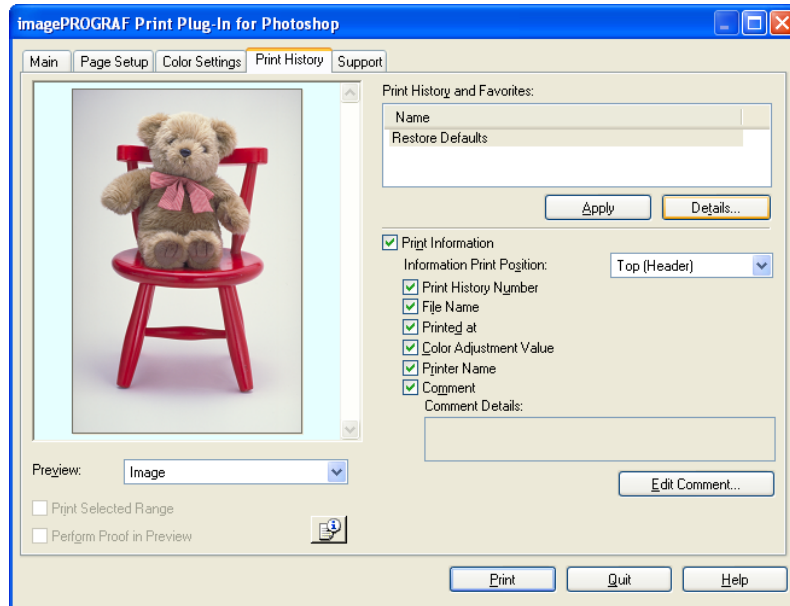 imagePROGRAF Print Plug-In for Photoshop
Main Page Setup Color Settings Print History Support
Print History and Favorites:
Name
Restore Defaults
Apply Details...
Print Information
Information Print Position: Top (Header)
Print History Number
File Name
Printed at
Color Adjustment Value
Printer Name
Comment
Comment Details:
Edit Comment...
Preview: Image
Print Selected Range
Perform Proof in Preview
Print Quit Help